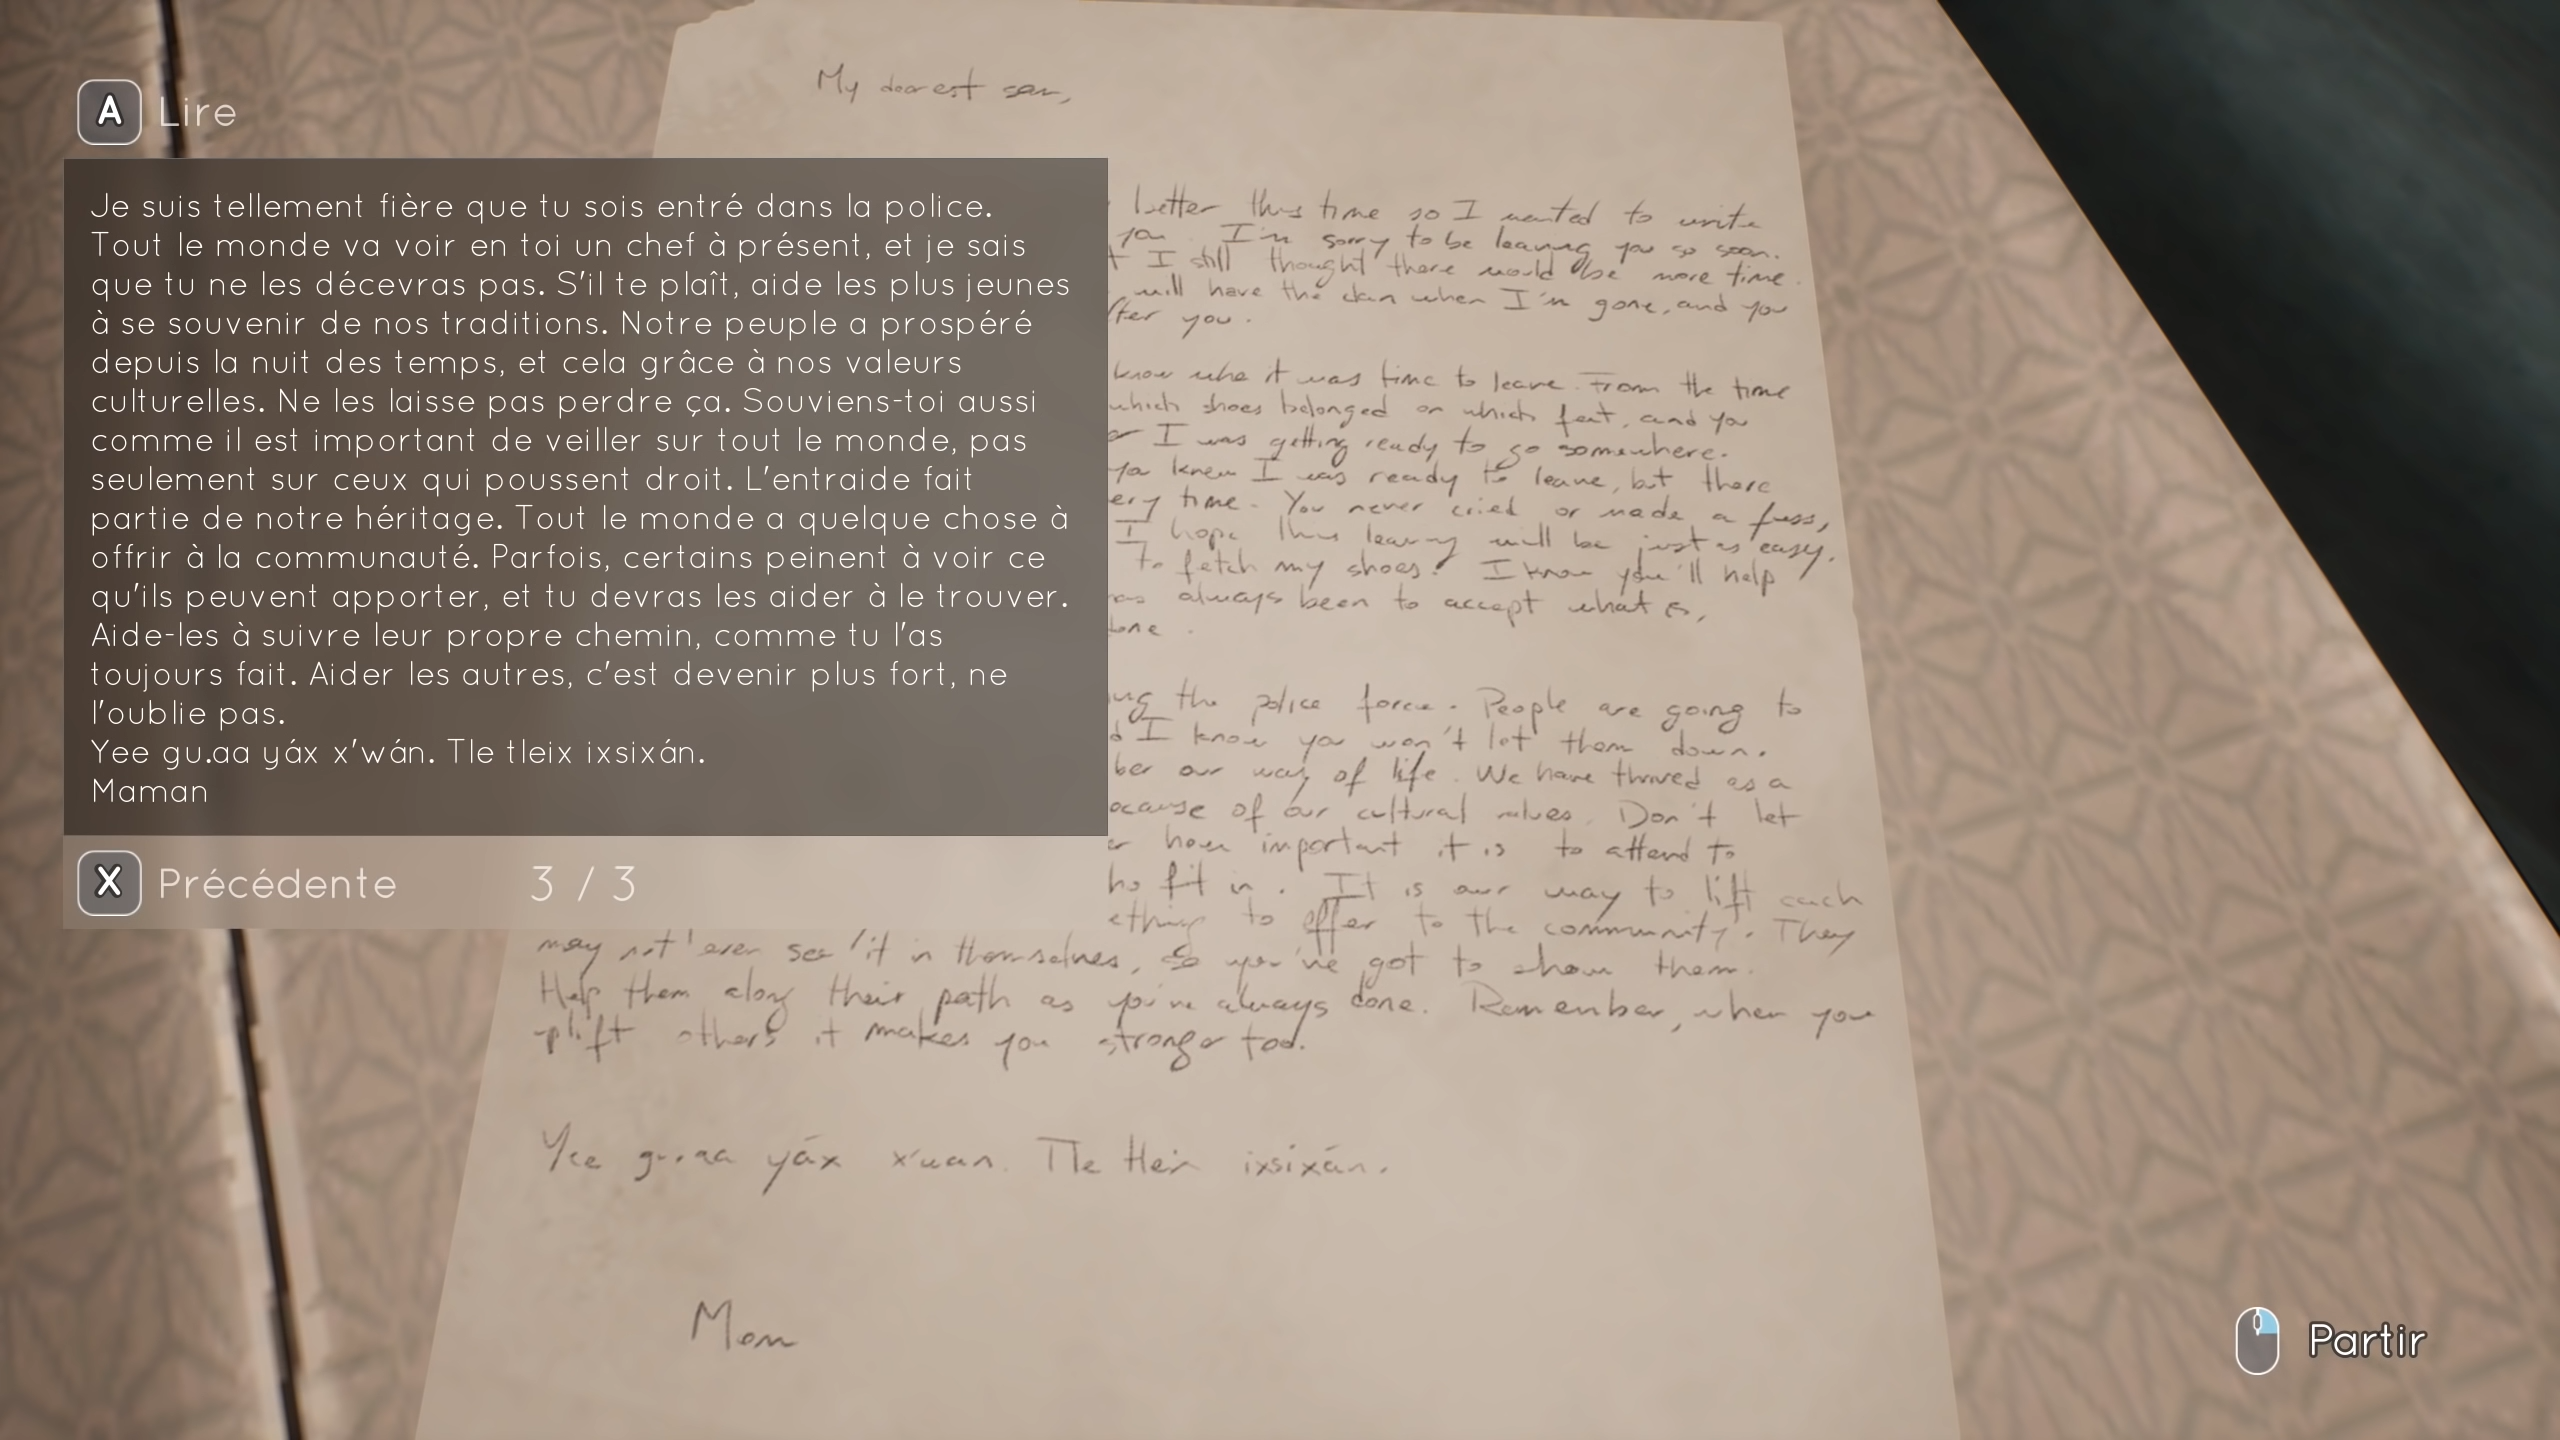 My dearest son,
A Lire
Je suis tellement fière que tu sois entré dans la police.
Tout le monde va voir en toi un chef à présent, et je sais
que tu ne les décevras pas. S'il te plaît, aide les plus jeunes
à se souvenir de nos traditions. Notre peuple a prospéré
depuis la nuit des temps, et cela grâce à nos valeurs
culturelles. Ne les laisse pas perdre ça. Souviens-toi aussi
comme il est important de veiller sur tout le monde, pas
seulement sur ceux qui poussent droit. L'entraide fait
partie de notre héritage. Tout le monde a quelque chose à
offrir à la communauté. Parfois, certains peinent à voir ce
qu'ils peuvent apporter, et tu devras les aider à le trouver.
Aide-les à suivre leur propre chemin, comme tu l'as
toujours fait. Aider les autres, c'est devenir plus fort, ne
l'oublie pas.
Yee gu.aa yáx x'wán. Tle tleix ixsixán.
Maman
X Précédente 3 / 3
better this time so I wanted to write
you. I'm sorry to be leaving you so soon.
I still thought there would be more time.
will have the clan when I'm gone, and you
after you.
know when it was time to leave. From the time
which shoes belonged on which feet, and you
I was getting ready to go somewhere.
you knew I was ready to leave, but there
every time. You never cried or made a fuss,
I hope this leaving will be just as easy.
to fetch my shoes. I know you'll help
always been to accept what is,
the police force. People are going to
I know you won't let them down.
our way of life. We have thrived as a
because of our cultural values. Don't let
how important it is to attend to
who fit in. It is our way to lift each
to offer to the community. They
may not even see it in themselves, so you've got to show them.
Help them along their path as you've always done. Remember, when you
uplift others it makes you stronger too.
Yee gu.aa yáx x'wan. Tle tleix ixsixán.
Mom
Partir